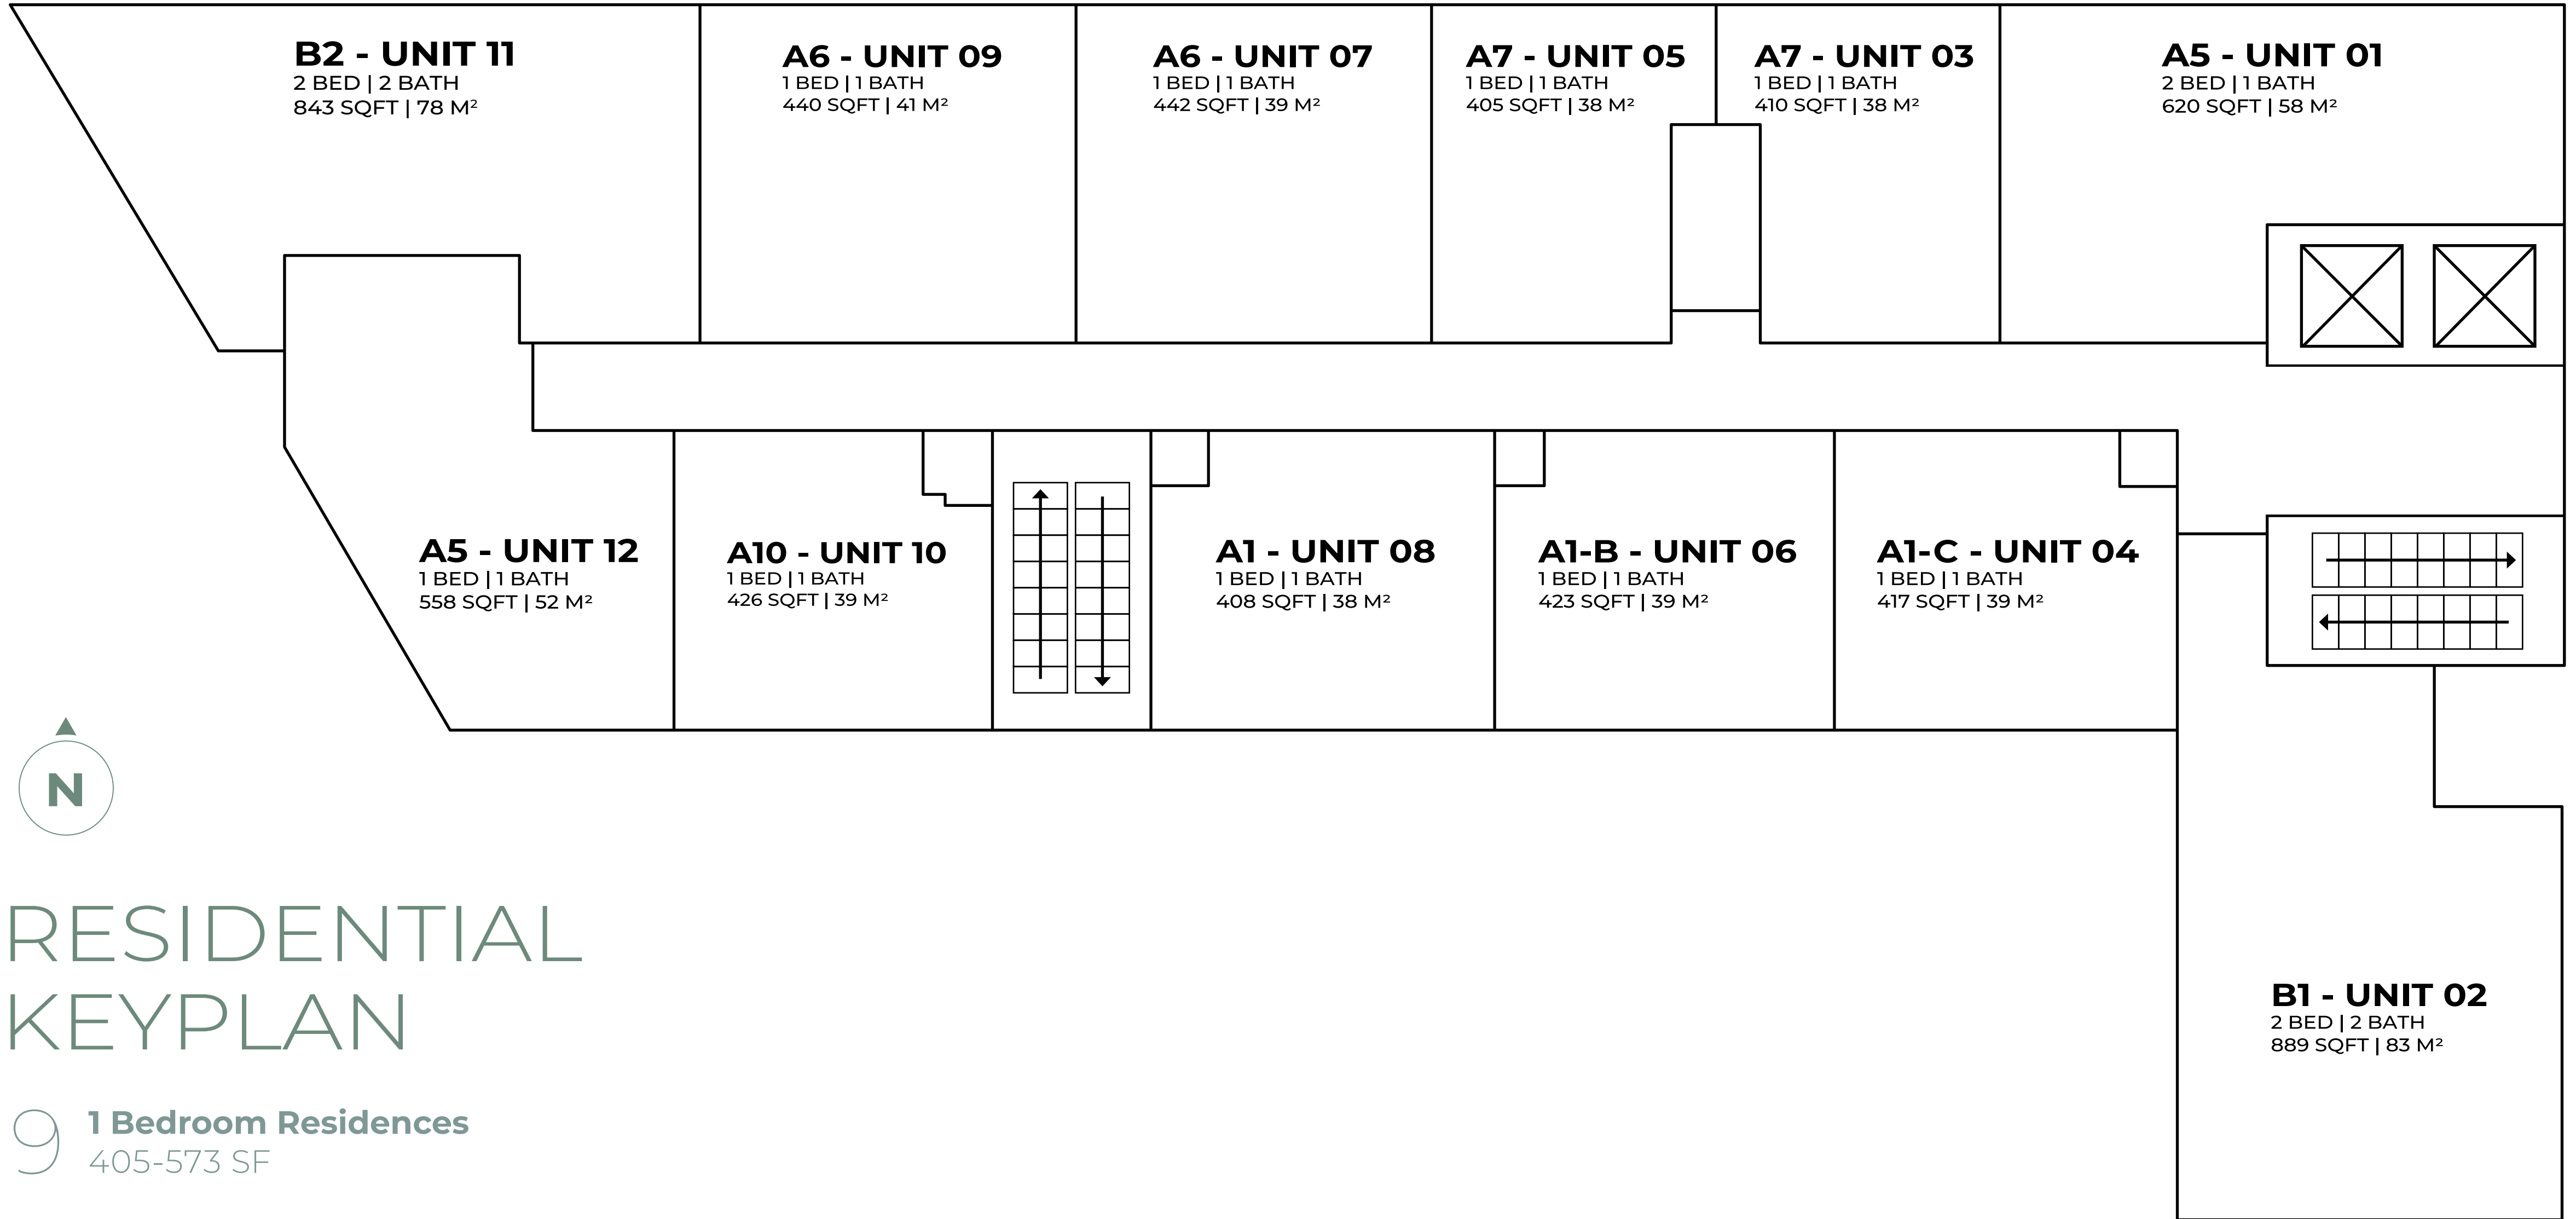 B2 - UNIT 11
2 BED | 2 BATH
843 SQFT | 78 M²
A6 - UNIT 09
1 BED | 1 BATH
440 SQFT | 41 M²
A6 - UNIT 07
1 BED | 1 BATH
442 SQFT | 39 M²
A7 - UNIT 05
1 BED | 1 BATH
405 SQFT | 38 M²
A7 - UNIT 03
1 BED | 1 BATH
410 SQFT | 38 M²
A5 - UNIT 01
2 BED | 1 BATH
620 SQFT | 58 M²
A5 - UNIT 12
1 BED | 1 BATH
558 SQFT | 52 M²
A10 - UNIT 10
1 BED | 1 BATH
426 SQFT | 39 M²
A1 - UNIT 08
1 BED | 1 BATH
408 SQFT | 38 M²
A1-B - UNIT 06
1 BED | 1 BATH
423 SQFT | 39 M²
A1-C - UNIT 04
1 BED | 1 BATH
417 SQFT | 39 M²
B1 - UNIT 02
2 BED | 2 BATH
889 SQFT | 83 M²
N
RESIDENTIAL
KEYPLAN
9 1 Bedroom Residences
405-573 SF